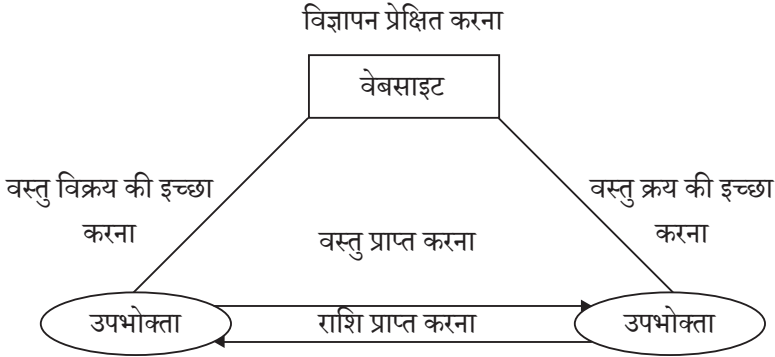 विज्ञापन प्रेक्षित करना
वेबसाइट
वस्तु विक्रय की इच्छा
करना
वस्तु क्रय की इच्छा
करना
वस्तु प्राप्त करना
उपभोक्ता
राशि प्राप्त करना
उपभोक्ता